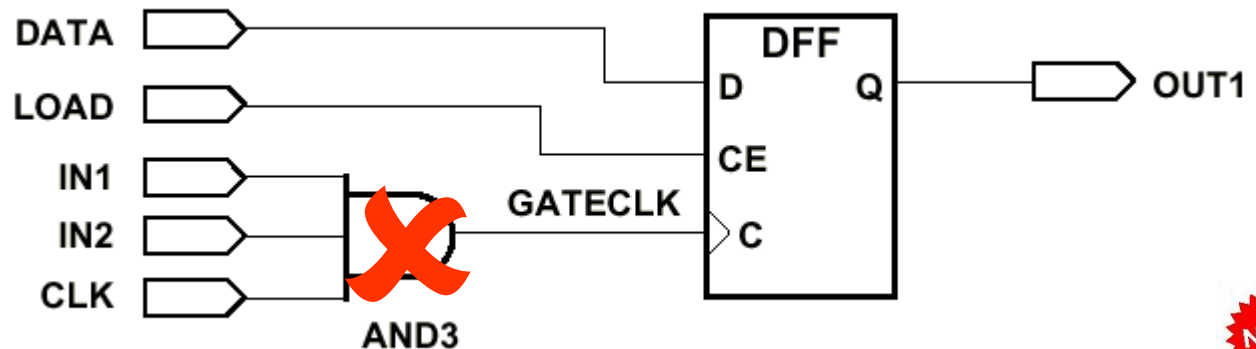 DATA
LOAD
IN1
IN2
CLK
AND3
GATECLK
DFF
D
Q
CE
C
OUT1